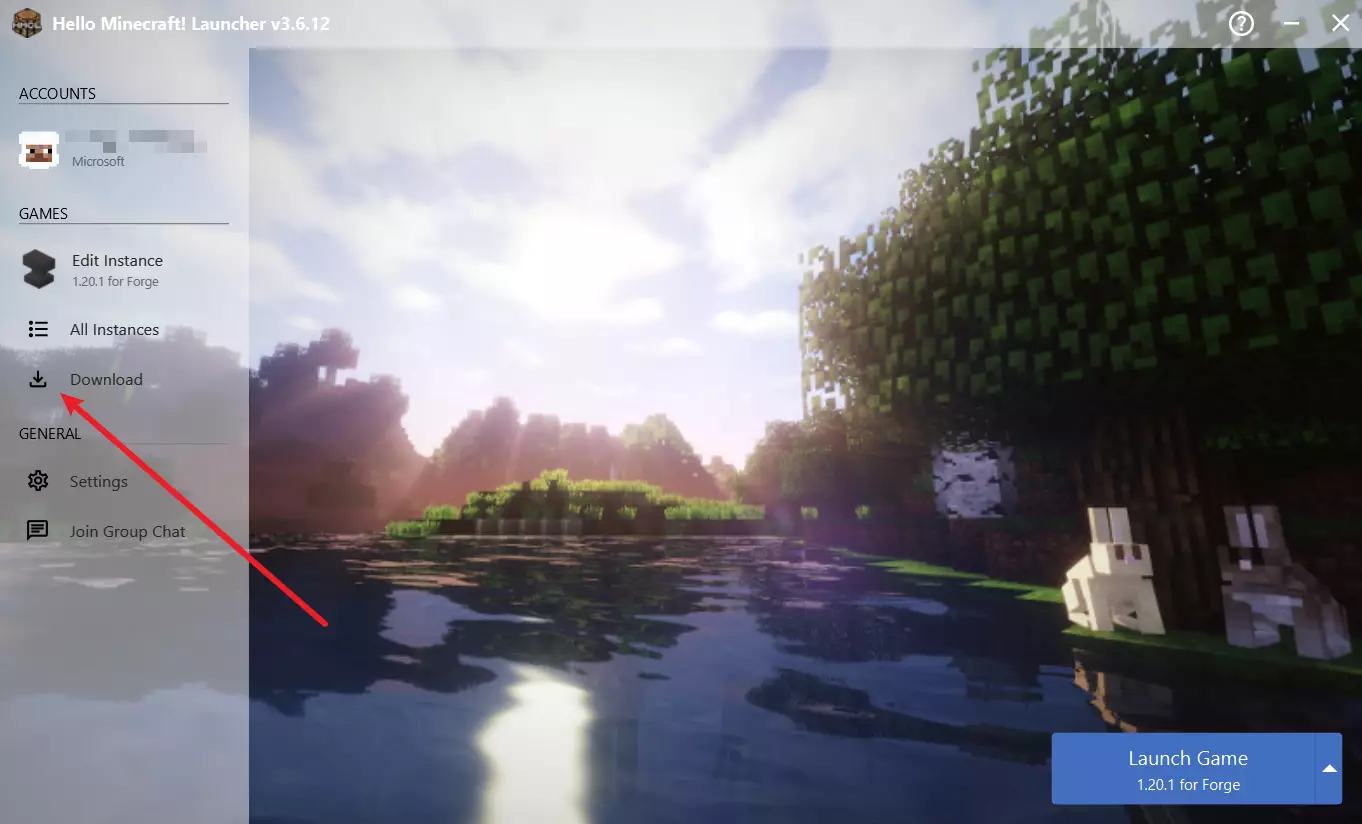 Hello Minecraft! Launcher v3.6.12
ACCOUNTS
Microsoft
GAMES
Edit Instance
1.20.1 for Forge
All Instances
Download
GENERAL
Settings
Join Group Chat
Launch Game
1.20.1 for Forge